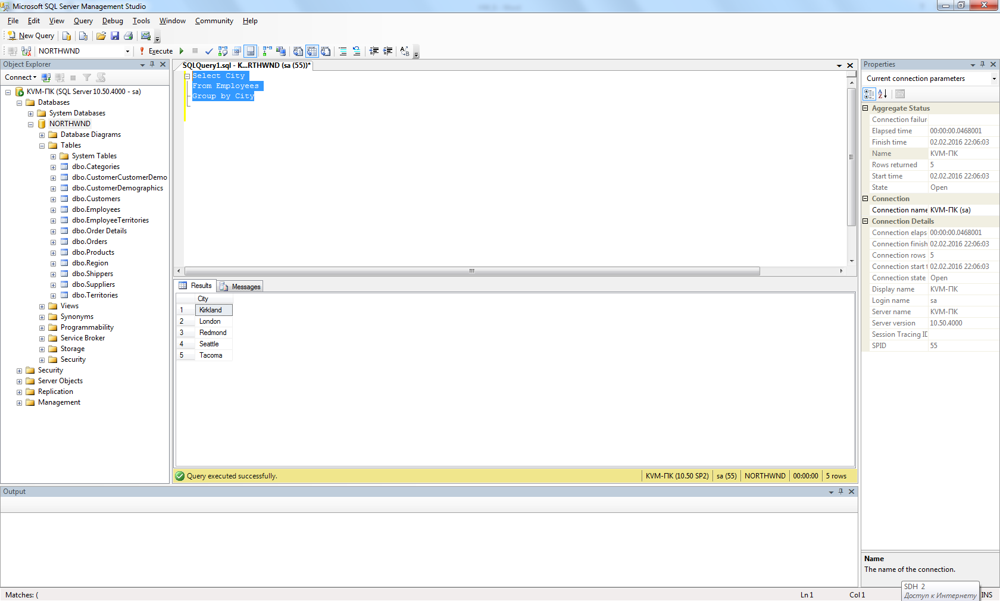 Microsoft SQL Server Management Studio
File Edit View Query Debug Tools Window Community Help
New Query
NORTHWND Execute
Object Explorer
Connect
KVM-ПК (SQL Server 10.50.4000 - sa)
Databases
System Databases
NORTHWND
Database Diagrams
Tables
System Tables
dbo.Categories
dbo.CustomerCustomerDemo
dbo.CustomerDemographics
dbo.Customers
dbo.Employees
dbo.EmployeeTerritories
dbo.Order Details
dbo.Orders
dbo.Products
dbo.Region
dbo.Shippers
dbo.Suppliers
dbo.Territories
Views
Synonyms
Programmability
Service Broker
Storage
Security
Security
Server Objects
Replication
Management
SQLQuery1.sql - K...RTHWND (sa (55))*
Select City
From Employees
Group by City
Results Messages
City
1 Kirkland
2 London
3 Redmond
4 Seattle
5 Tacoma
Query executed successfully. KVM-ПК (10.50 SP2) sa (55) NORTHWND 00:00:00 5 rows
Properties
Current connection parameters
Aggregate Status
Connection failur
Elapsed time 00:00:00.0468001
Finish time 02.02.2016 22:06:03
Name KVM-ПК
Rows returned 5
Start time 02.02.2016 22:06:03
State Open
Connection
Connection name KVM-ПК (sa)
Connection Details
Connection elaps 00:00:00.0468001
Connection finish 02.02.2016 22:06:03
Connection rows 5
Connection start t 02.02.2016 22:06:03
Connection state Open
Display name KVM-ПК
Login name sa
Server name KVM-ПК
Server version 10.50.4000
Session Tracing ID
SPID 55
Name
The name of the connection.
Output
Matches: ( Ln 1 Col 1 INS
SDH 2
Доступ к Интернету